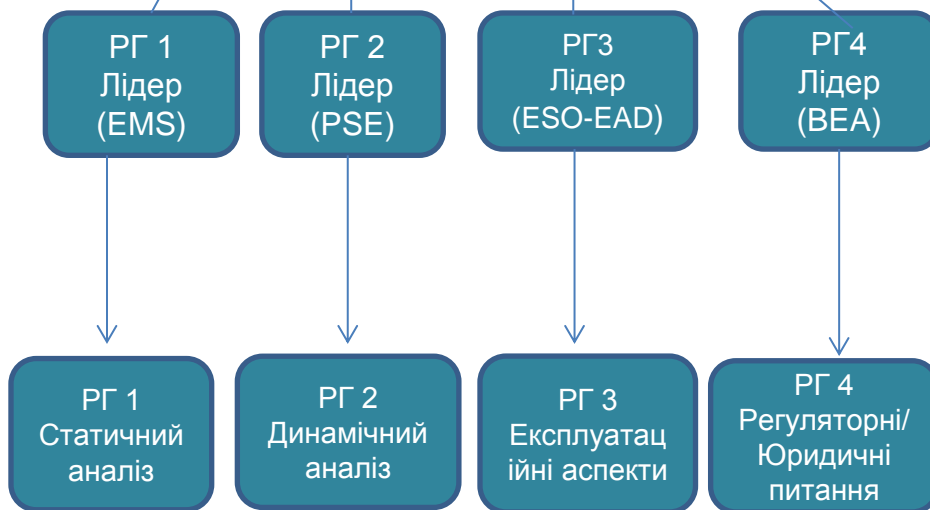 РГ 1
Лідер
(EMS)
РГ 2
Лідер
(PSE)
РГ3
Лідер
(ESO-EAD)
РГ4
Лідер
(BEA)
РГ 1
Статичний
аналіз
РГ 2
Динамічний
аналіз
РГ 3
Експлуатац
ійні аспекти
РГ 4
Регуляторні/
Юридичні
питання